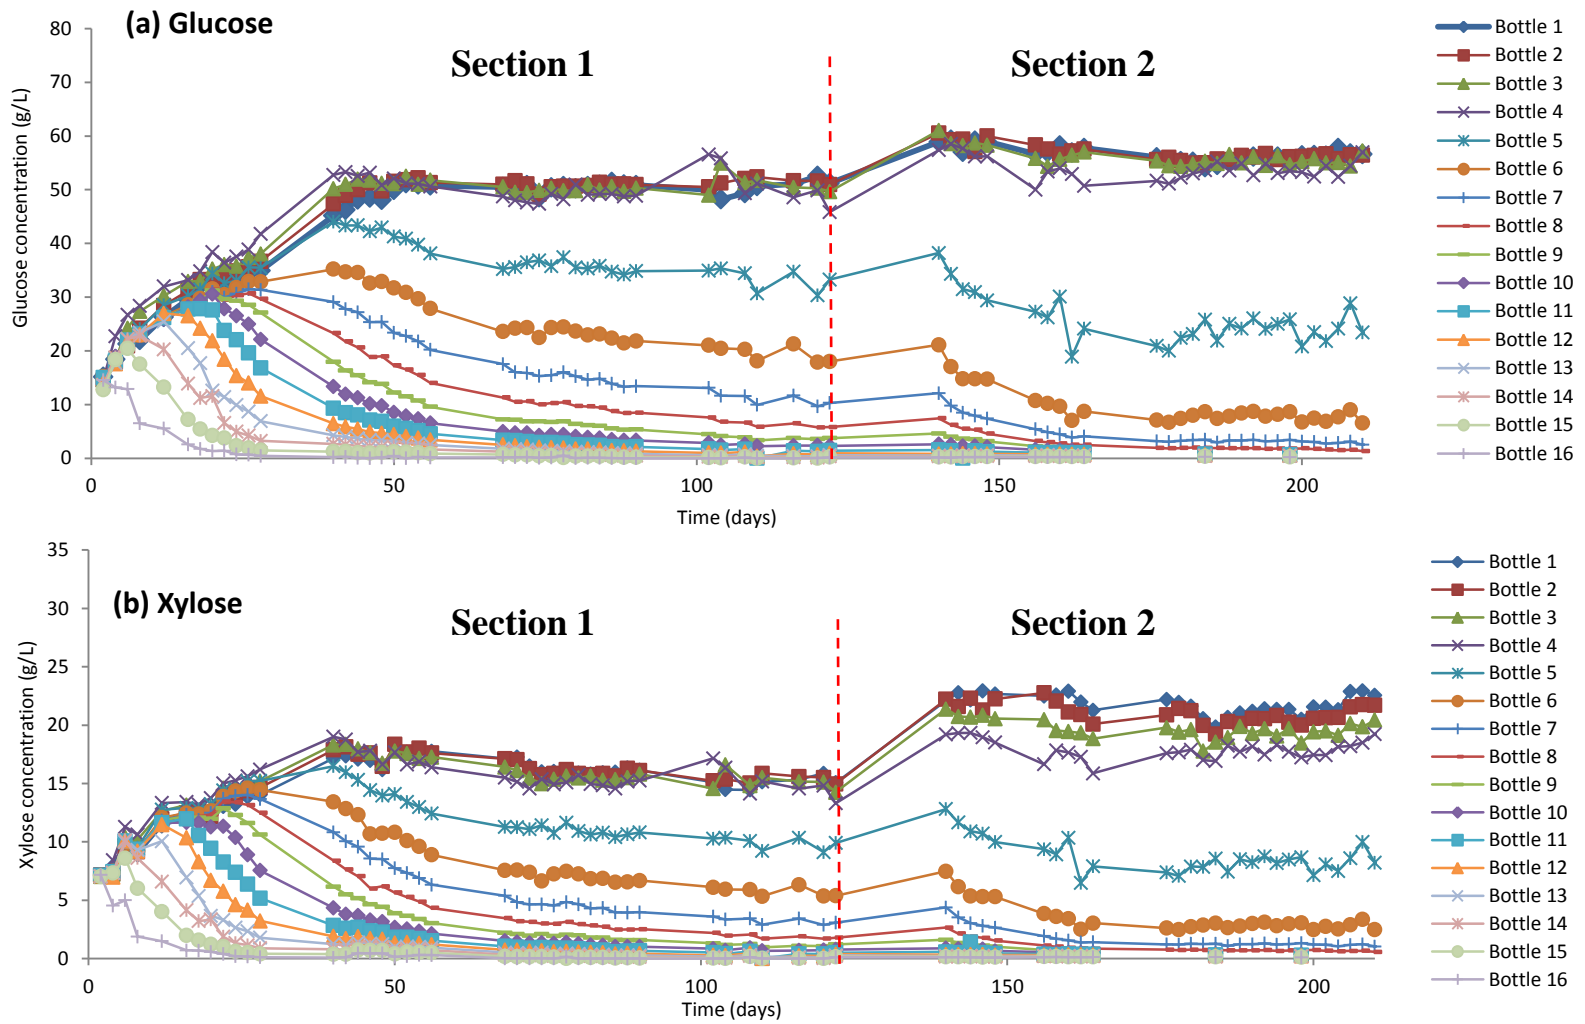 (a) Glucose
Section 1
Section 2
Glucose concentration (g/L)
80
70
60
50
40
30
20
10
0
0
50
100
150
200
Time (days)
Bottle 1
Bottle 2
Bottle 3
Bottle 4
Bottle 5
Bottle 6
Bottle 7
Bottle 8
Bottle 9
Bottle 10
Bottle 11
Bottle 12
Bottle 13
Bottle 14
Bottle 15
Bottle 16
(b) Xylose
Section 1
Section 2
Xylose concentration (g/L)
35
30
25
20
15
10
5
0
0
50
100
150
200
Time (days)
Bottle 1
Bottle 2
Bottle 3
Bottle 4
Bottle 5
Bottle 6
Bottle 7
Bottle 8
Bottle 9
Bottle 10
Bottle 11
Bottle 12
Bottle 13
Bottle 14
Bottle 15
Bottle 16